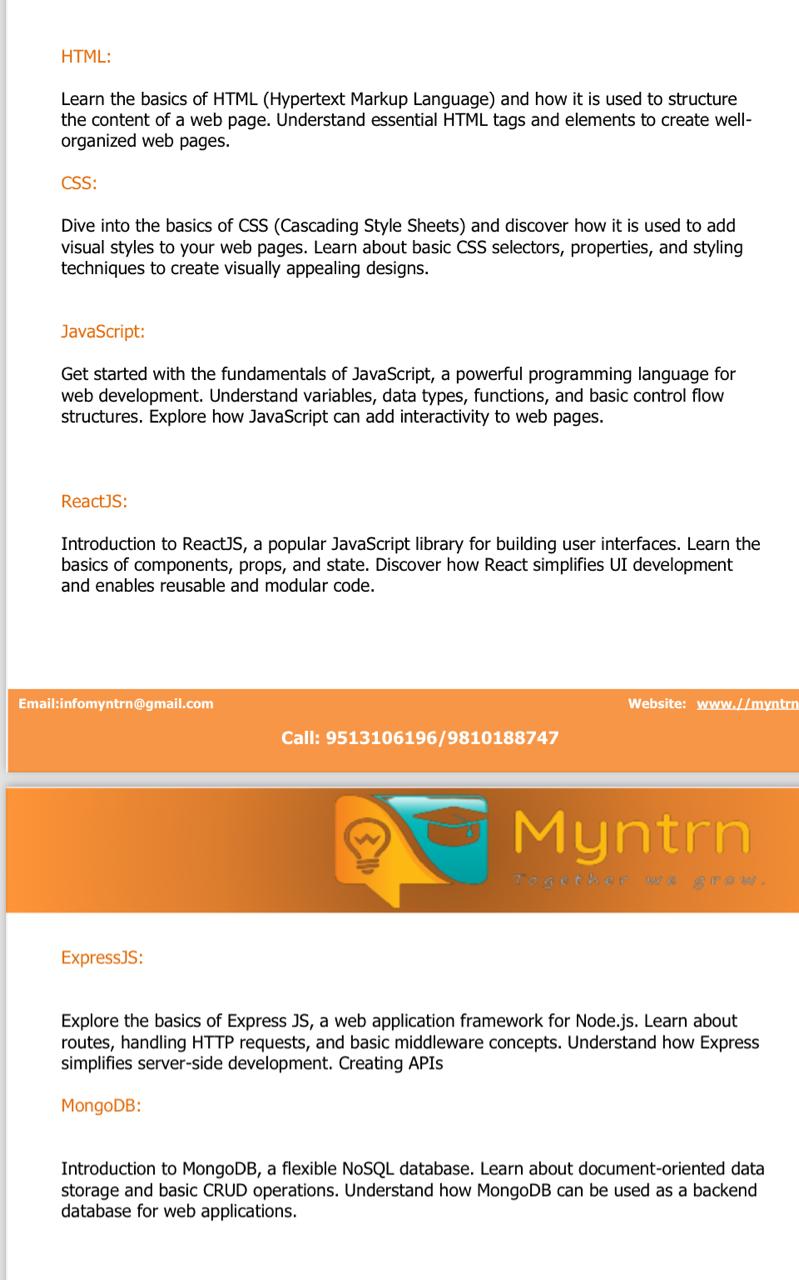 HTML:
Learn the basics of HTML (Hypertext Markup Language) and how it is used to structure
the content of a web page. Understand essential HTML tags and elements to create well-
organized web pages.
CSS:
Dive into the basics of CSS (Cascading Style Sheets) and discover how it is used to add
visual styles to your web pages. Learn about basic CSS selectors, properties, and styling
techniques to create visually appealing designs.
JavaScript:
Get started with the fundamentals of JavaScript, a powerful programming language for
web development. Understand variables, data types, functions, and basic control flow
structures. Explore how JavaScript can add interactivity to web pages.
ReactJS:
Introduction to ReactJS, a popular JavaScript library for building user interfaces. Learn the
basics of components, props, and state. Discover how React simplifies UI development
and enables reusable and modular code.
Email:infomyntrn@gmail.com Website: www.//myntrn
Call: 9513106196/9810188747
Myntrn
Together we grow.
ExpressJS:
Explore the basics of Express JS, a web application framework for Node.js. Learn about
routes, handling HTTP requests, and basic middleware concepts. Understand how Express
simplifies server-side development. Creating APIs
MongoDB:
Introduction to MongoDB, a flexible NoSQL database. Learn about document-oriented data
storage and basic CRUD operations. Understand how MongoDB can be used as a backend
database for web applications.